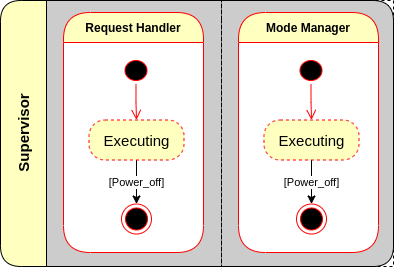 Supervisor
Request Handler
Executing
[Power_off]
Mode Manager
Executing
[Power_off]